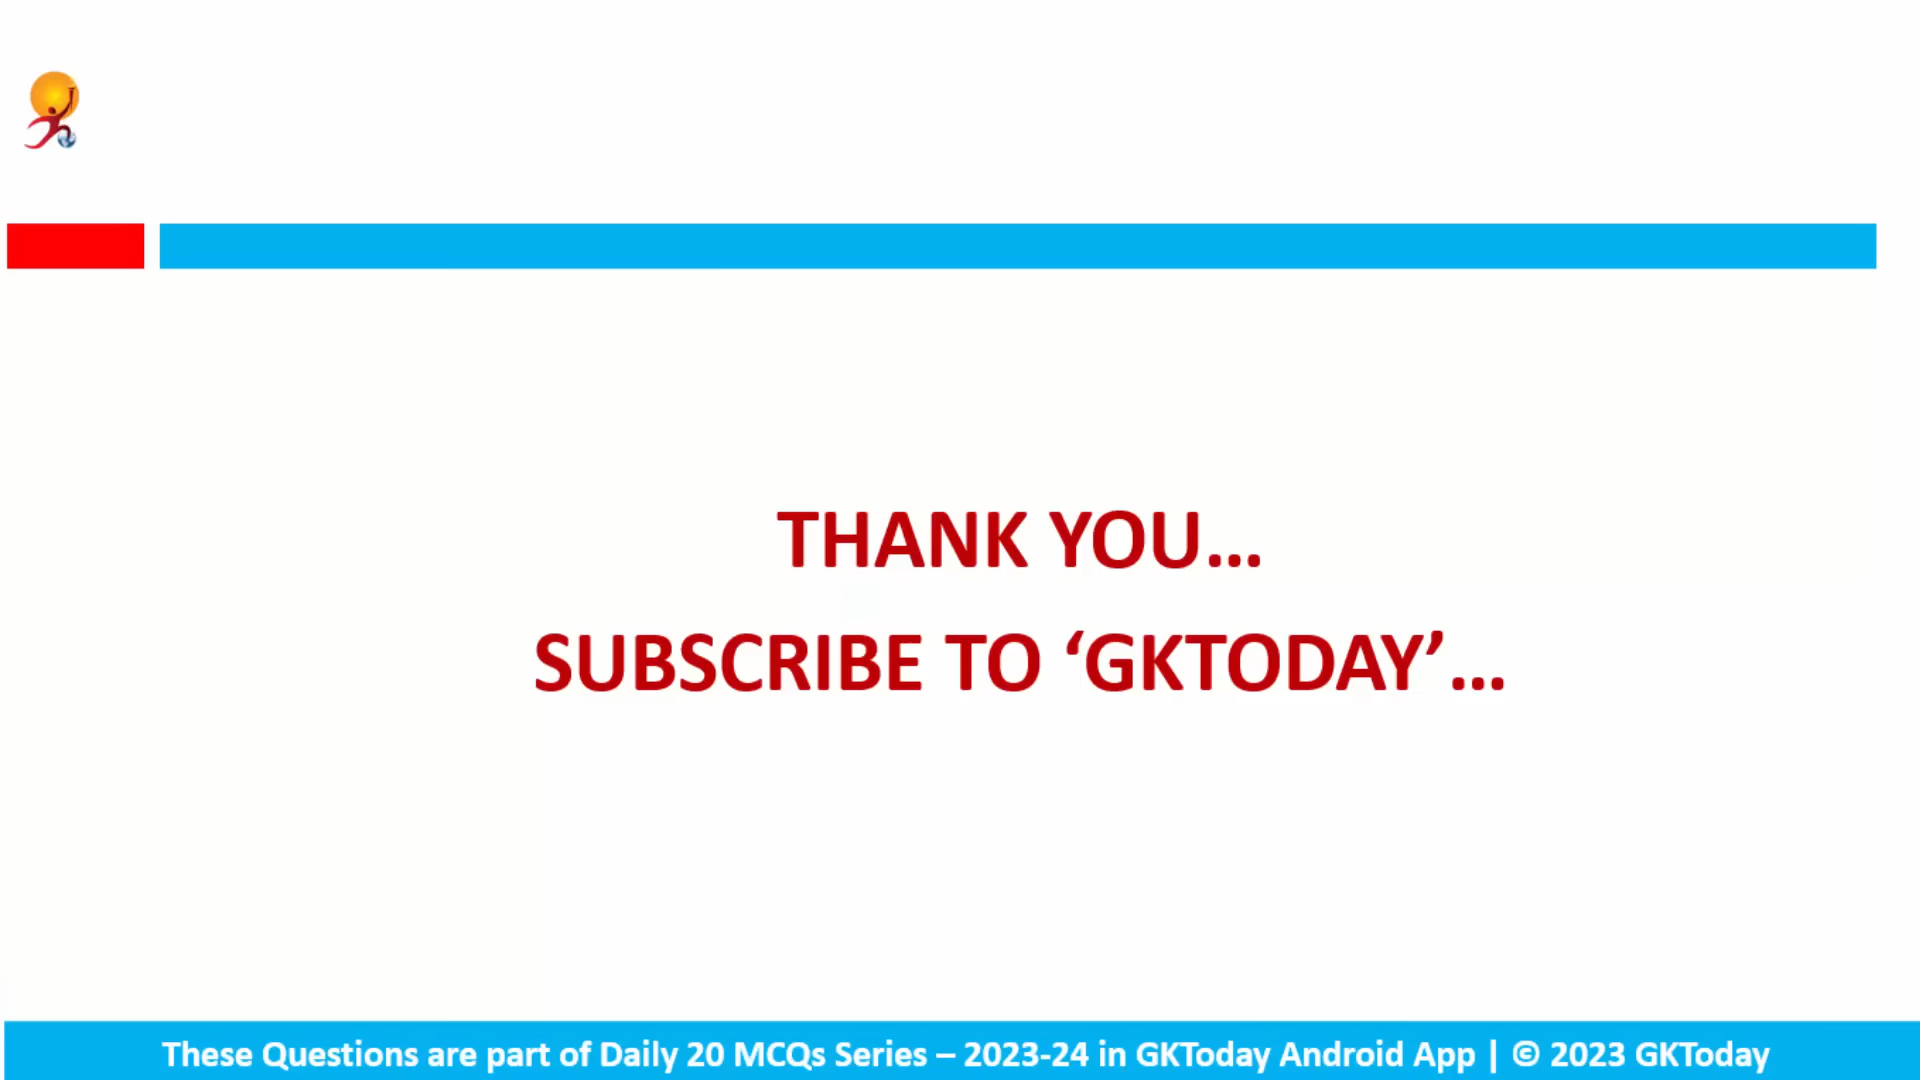 THANK YOU...
SUBSCRIBE TO ‘GKTODAY’...
These Questions are part of Daily 20 MCQs Series – 2023-24 in GKToday Android App | © 2023 GKToday